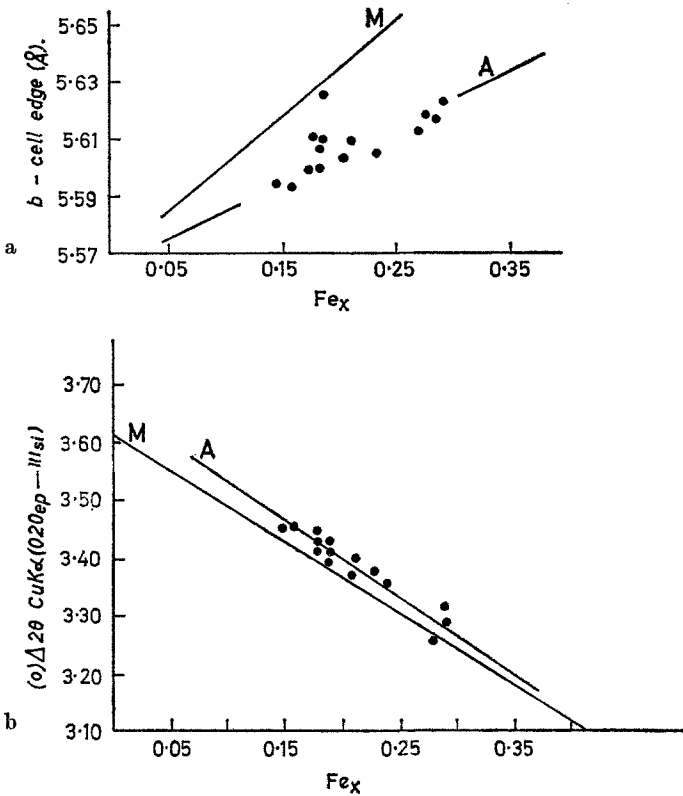 a
b - cell edge (Å).
5·65
5·63
5·61
5·59
5·57
M
A
0·05 0·15 0·25 0·35
Fex
b
(o)Δ2θ CuKα(020ep—111si)
3·70
3·60
3·50
3·40
3·30
3·20
3·10
M
A
0·05 0·15 0·25 0·35
Fex